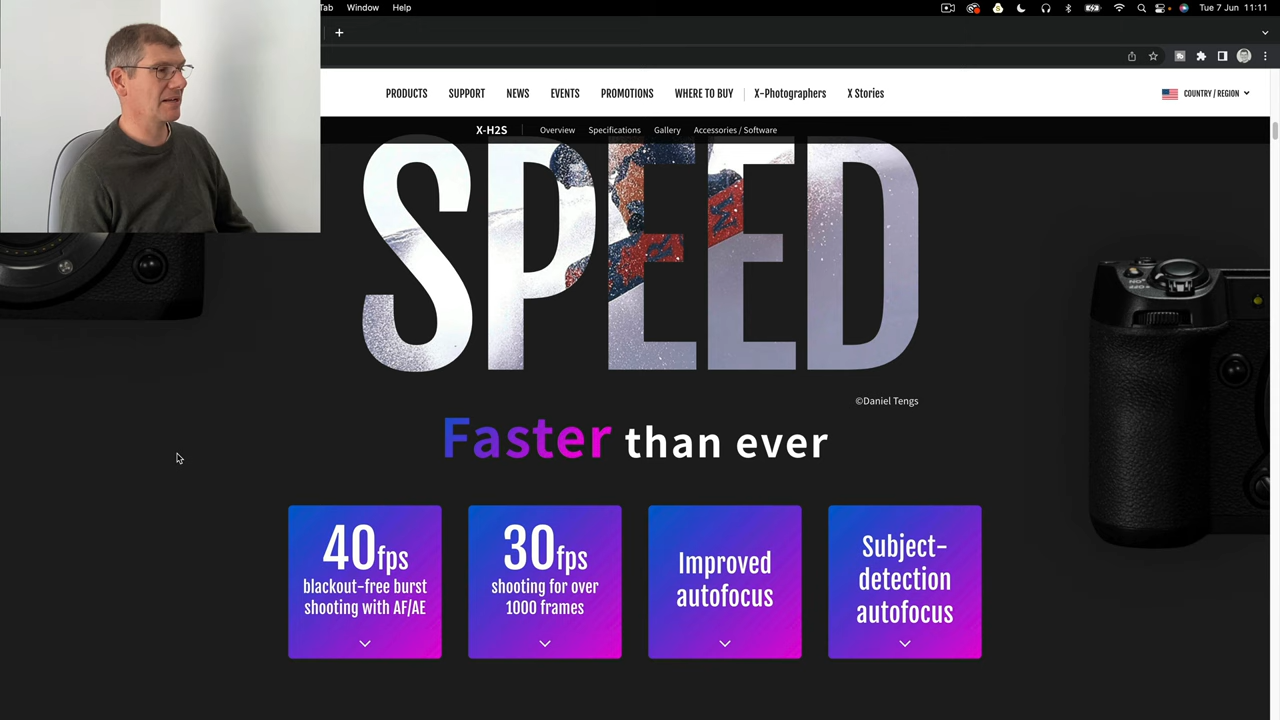 Tab Window Help
Tue 7 Jun 11:11
PRODUCTS SUPPORT NEWS EVENTS PROMOTIONS WHERE TO BUY X-Photographers X Stories
COUNTRY / REGION
X-H2S Overview Specifications Gallery Accessories / Software
SPEED
©Daniel Tengs
Faster than ever
40fps
blackout-free burst
shooting with AF/AE
30fps
shooting for over
1000 frames
Improved
autofocus
Subject-
detection
autofocus